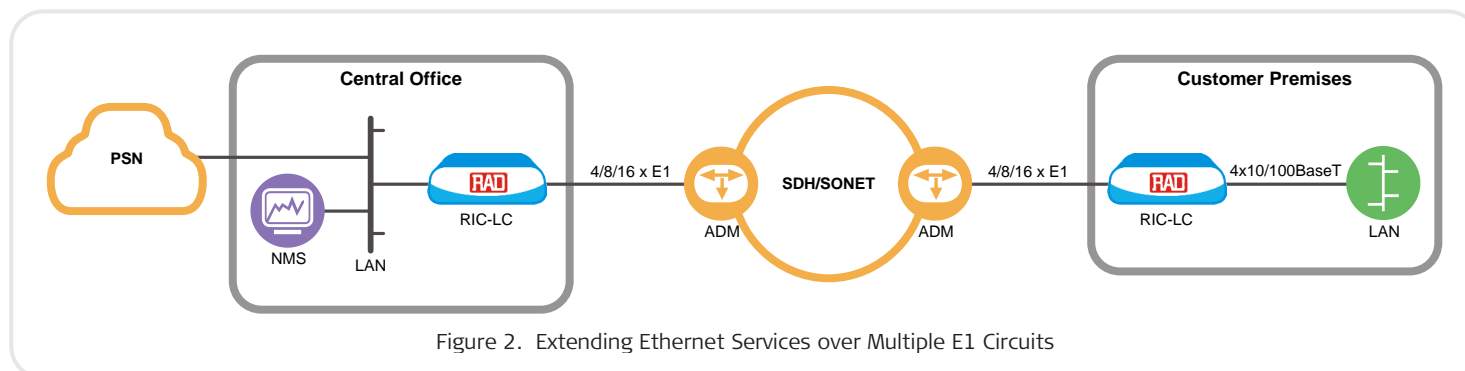 Central Office
Customer Premises
PSN
RAD
4/8/16 x E1
SDH/SONET
4/8/16 x E1
RAD
4x10/100BaseT
RIC-LC
ADM
ADM
RIC-LC
LAN
NMS
LAN
Figure 2. Extending Ethernet Services over Multiple E1 Circuits